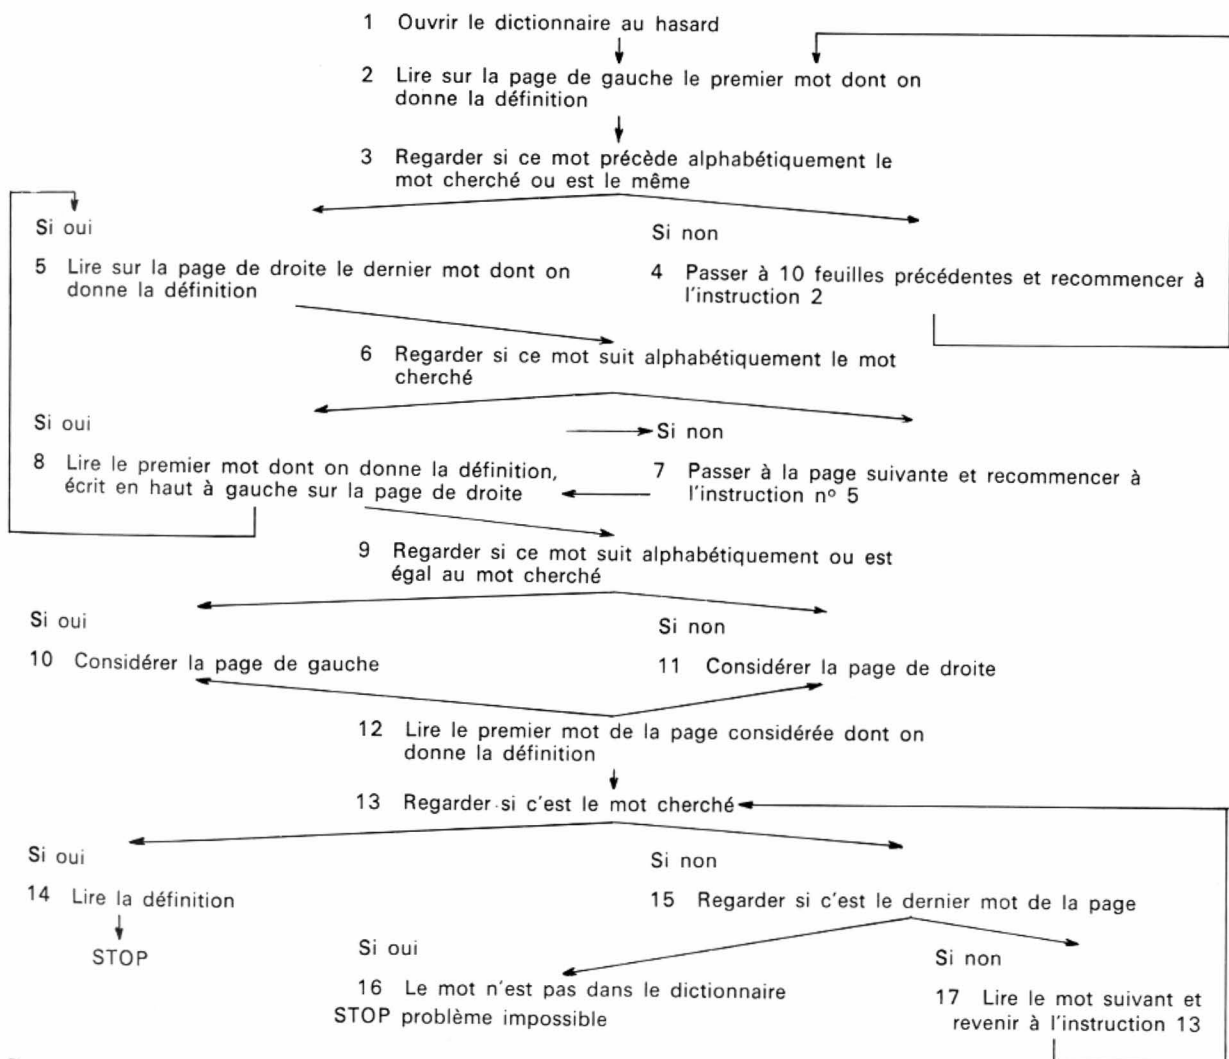 1 Ouvrir le dictionnaire au hasard
2 Lire sur la page de gauche le premier mot dont on
donne la définition
3 Regarder si ce mot précède alphabétiquement le
mot cherché ou est le même
Si oui
Si non
5 Lire sur la page de droite le dernier mot dont on
donne la définition
4 Passer à 10 feuilles précédentes et recommencer à
l'instruction 2
6 Regarder si ce mot suit alphabétiquement le mot
cherché
Si oui
Si non
8 Lire le premier mot dont on donne la définition,
écrit en haut à gauche sur la page de droite
7 Passer à la page suivante et recommencer à
l'instruction nº 5
9 Regarder si ce mot suit alphabétiquement ou est
égal au mot cherché
Si oui
Si non
10 Considérer la page de gauche
11 Considérer la page de droite
12 Lire le premier mot de la page considérée dont on
donne la définition
13 Regarder si c'est le mot cherché
Si oui
Si non
14 Lire la définition
STOP
15 Regarder si c'est le dernier mot de la page
Si oui
Si non
16 Le mot n'est pas dans le dictionnaire
STOP problème impossible
17 Lire le mot suivant et
revenir à l'instruction 13